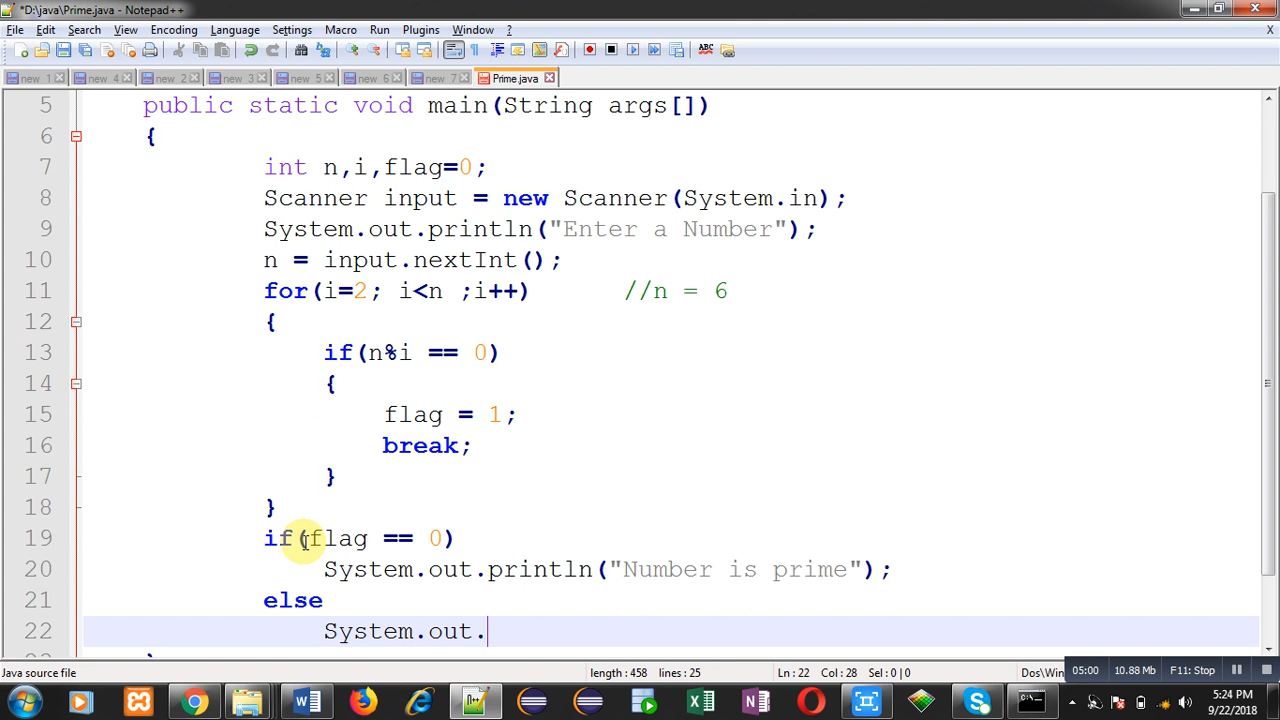 *D:\java\Prime.java - Notepad++
File Edit Search View Encoding Language Settings Macro Run Plugins Window ? X
new 1 new 4 new 2 new 3 new 5 new 6 new 7 Prime.java
5 public static void main(String args[])
6 {
7 int n,i,flag=0;
8 Scanner input = new Scanner(System.in);
9 System.out.println("Enter a Number");
10 n = input.nextInt();
11 for(i=2; i<n ;i++) //n = 6
12 {
13 if(n%i == 0)
14 {
15 flag = 1;
16 break;
17 }
18 }
19 if(flag == 0)
20 System.out.println("Number is prime");
21 else
22 System.out.
Java source file length : 458 lines : 25 Ln : 22 Col : 28 Sel : 0 | 0 Dos\Win 05:00 10.88 Mb F11: Stop
5:24 PM
9/22/2018